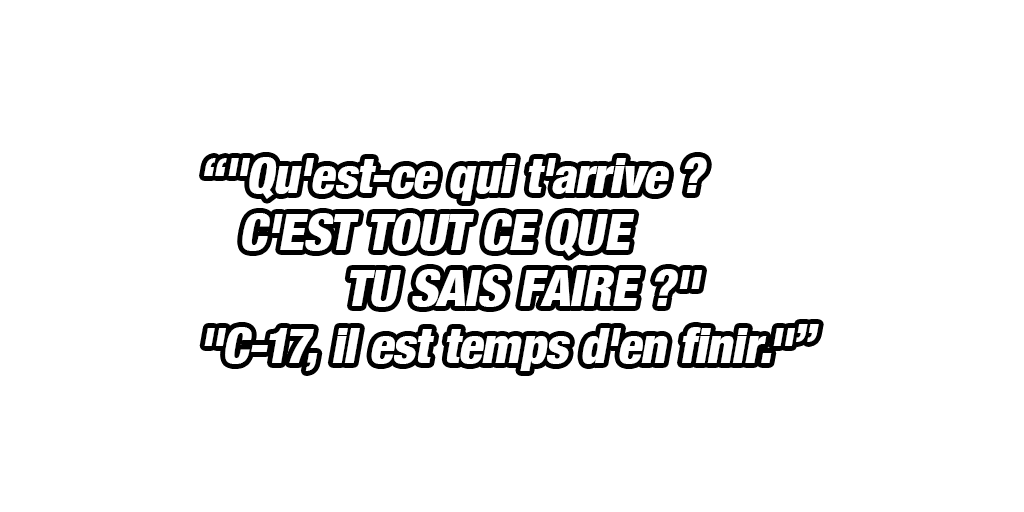 “"Qu'est-ce qui t'arrive ?
C'EST TOUT CE QUE
TU SAIS FAIRE ?"
"C-17, il est temps d'en finir."”